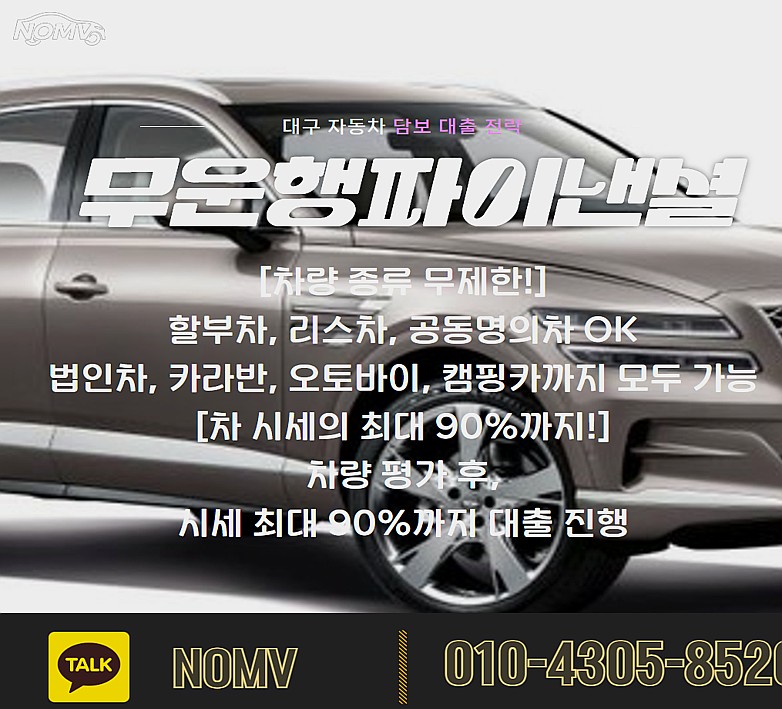 NOMV
대구 자동차 담보 대출 전략
무운행파이낸셜
[차량 종류 무제한!]
할부차, 리스차, 공동명의차 OK
법인차, 카라반, 오토바이, 캠핑카까지 모두 가능
[차 시세의 최대 90%까지!]
차량 평가 후,
시세 최대 90%까지 대출 진행
TALK
NOMV
010-4305-8520